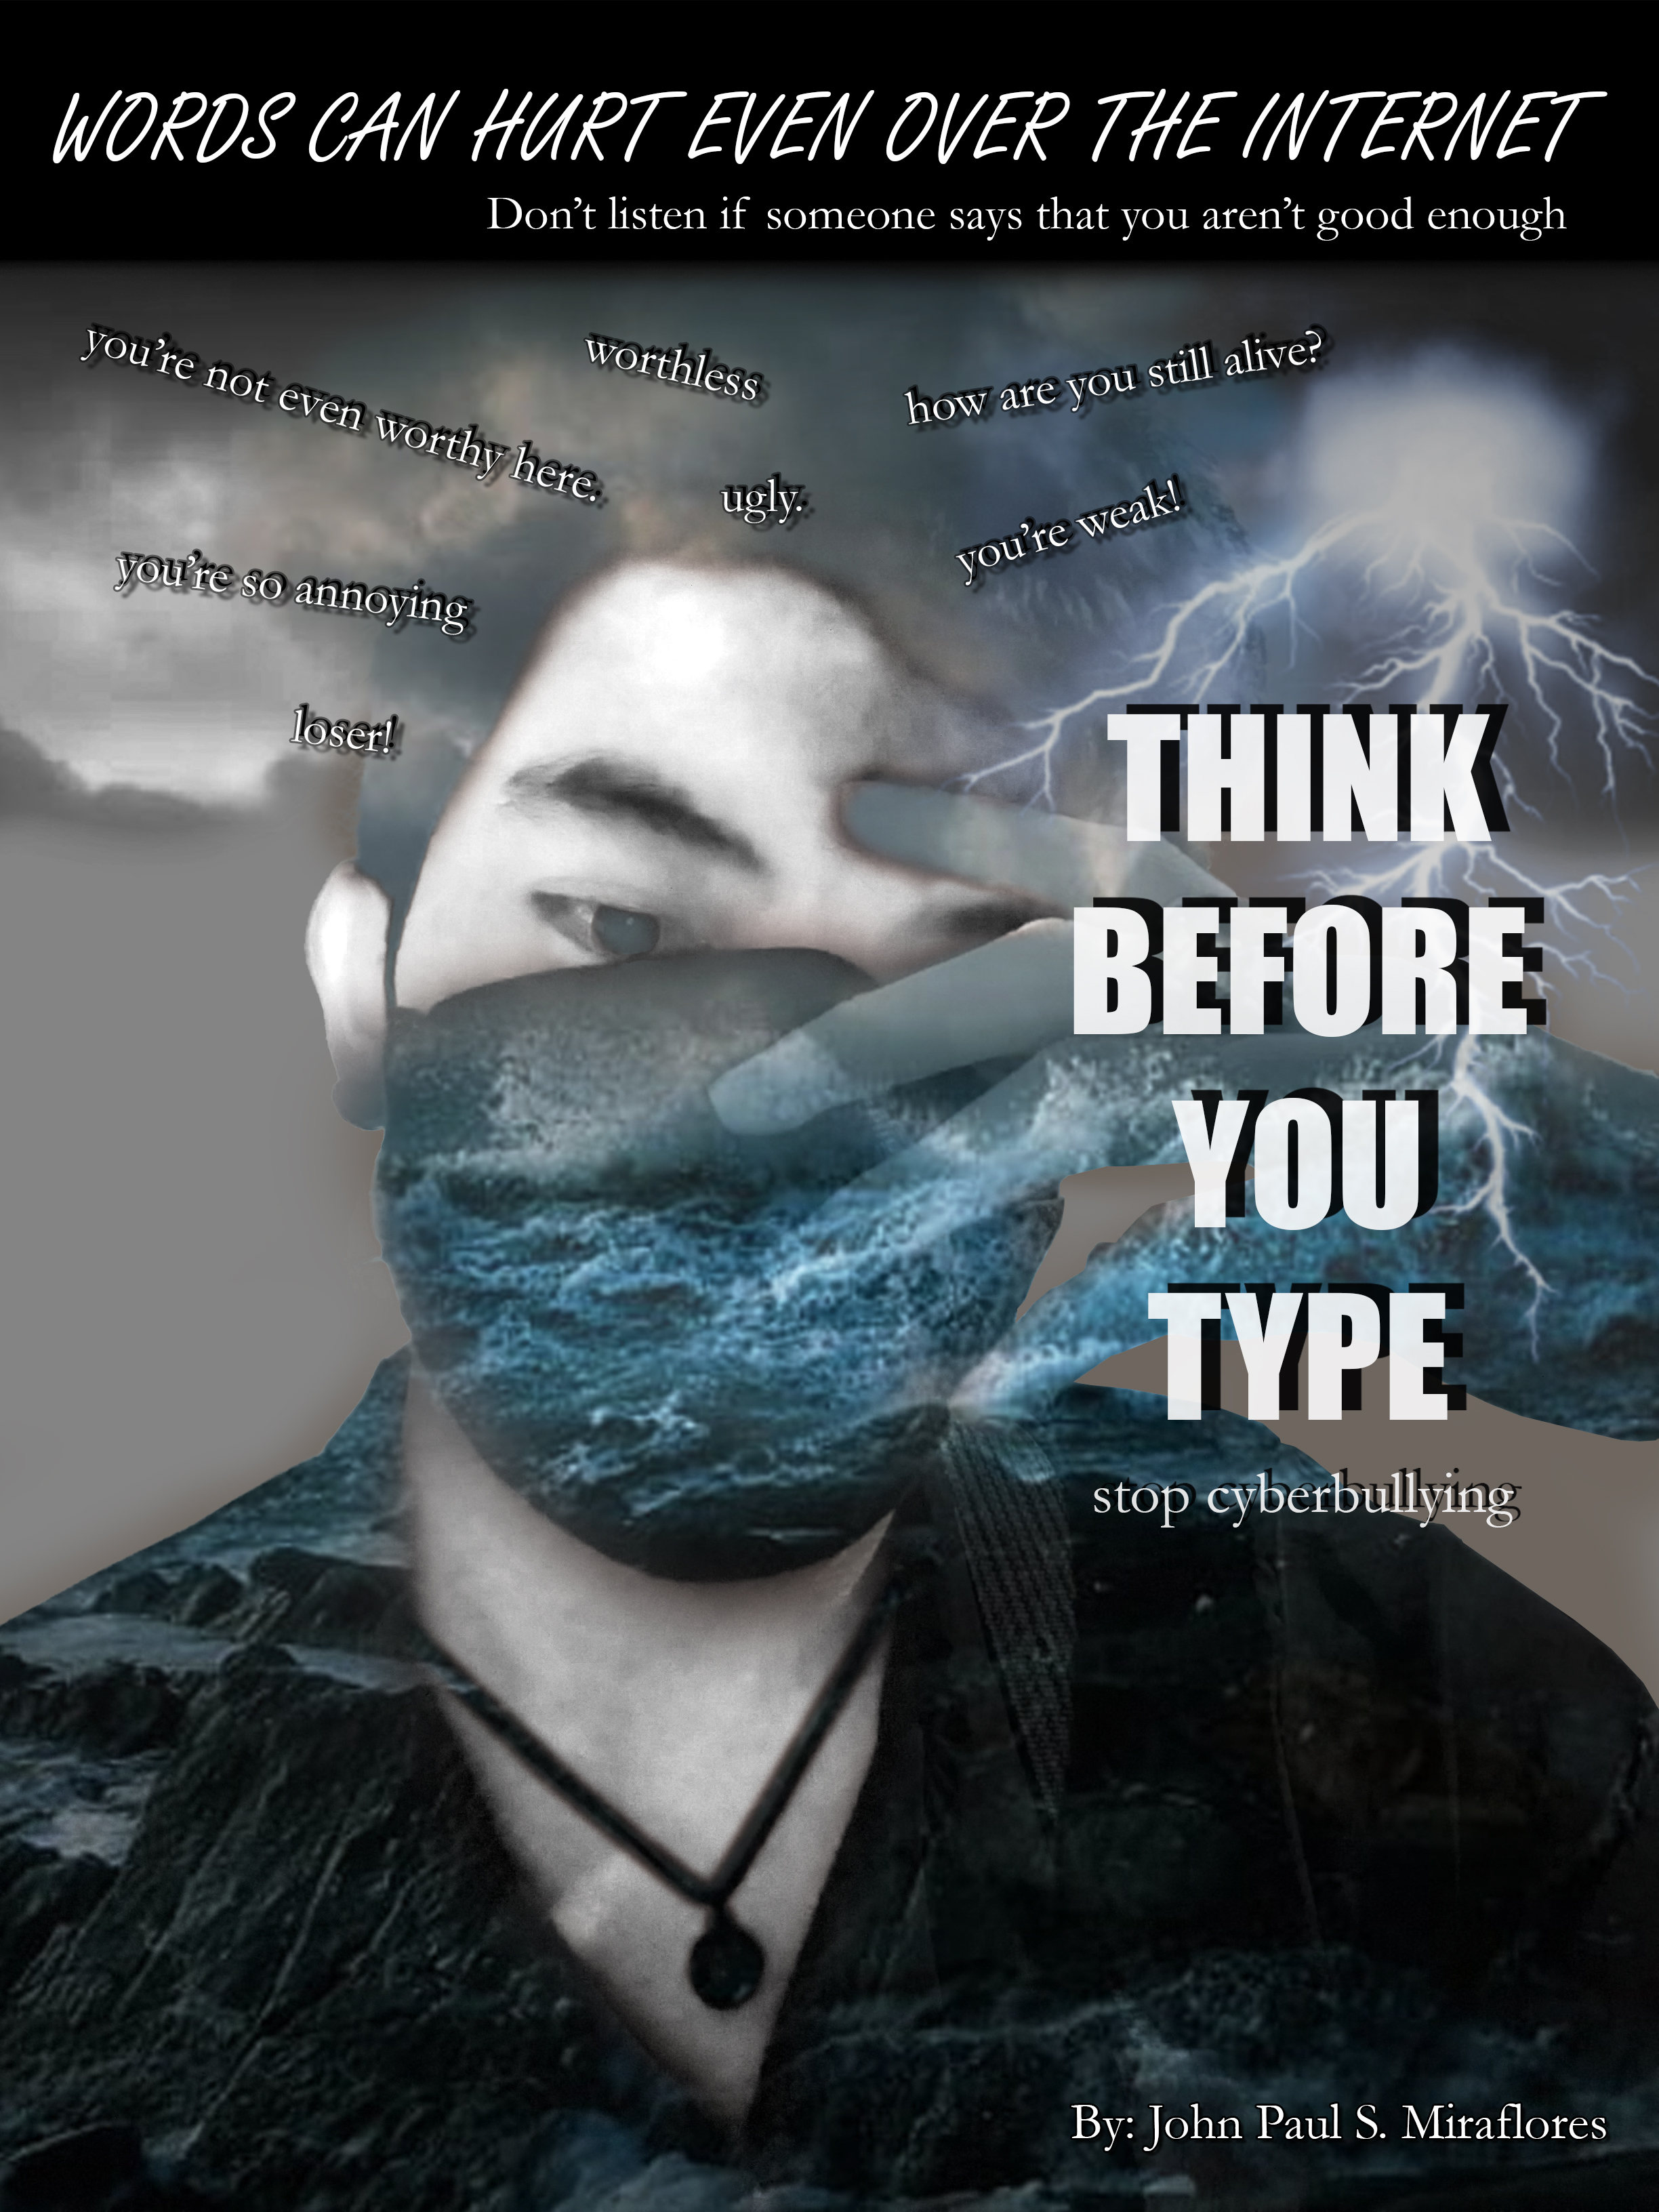 WORDS CAN HURT EVEN OVER THE INTERNET
Don't listen if someone says that you aren't good enough
you're not even worthy here.
worthless
how are you still alive?
ugly.
you're weak!
you're so annoying
loser!
THINK
BEFORE
YOU
TYPE
stop cyberbullying
By: John Paul S. Miraflores